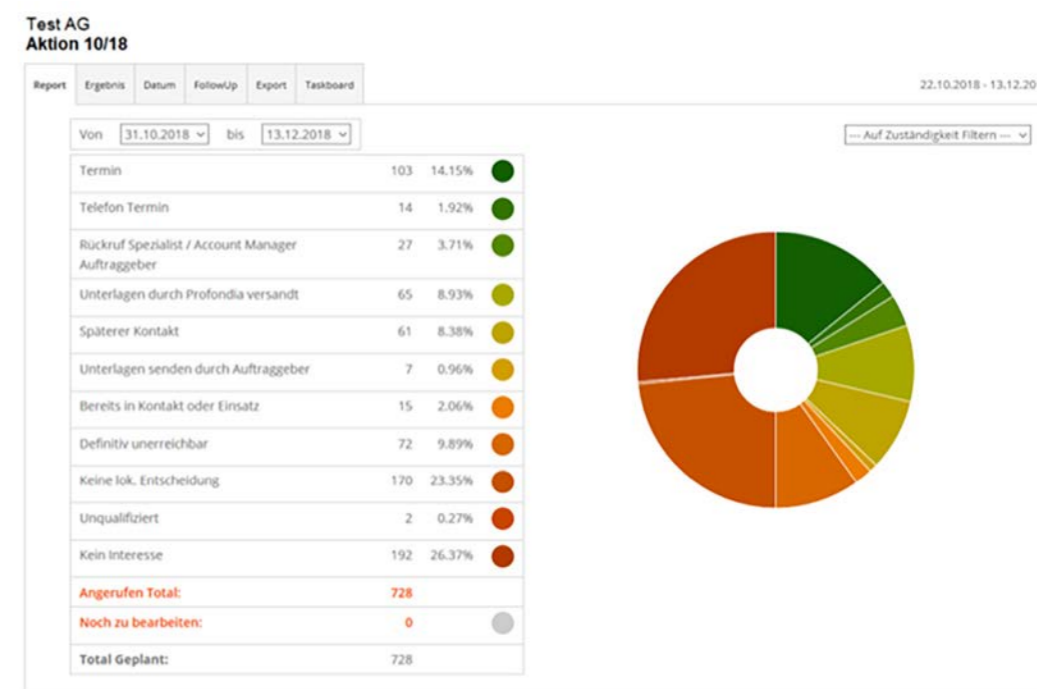 Test AG
Aktion 10/18
Report Ergebnis Datum FollowUp Export Taskboard
22.10.2018 - 13.12.20
Von 31.10.2018 bis 13.12.2018
--- Auf Zuständigkeit Filtern ---
Termin 103 14.15%
Telefon Termin 14 1.92%
Rückruf Spezialist / Account Manager 27 3.71%
Auftraggeber
Unterlagen durch Profondia versandt 65 8.93%
Späterer Kontakt 61 8.38%
Unterlagen senden durch Auftraggeber 7 0.96%
Bereits in Kontakt oder Einsatz 15 2.06%
Definitiv unerreichbar 72 9.89%
Keine lok. Entscheidung 170 23.35%
Unqualifiziert 2 0.27%
Kein Interesse 192 26.37%
Angerufen Total: 728
Noch zu bearbeiten: 0
Total Geplant: 728